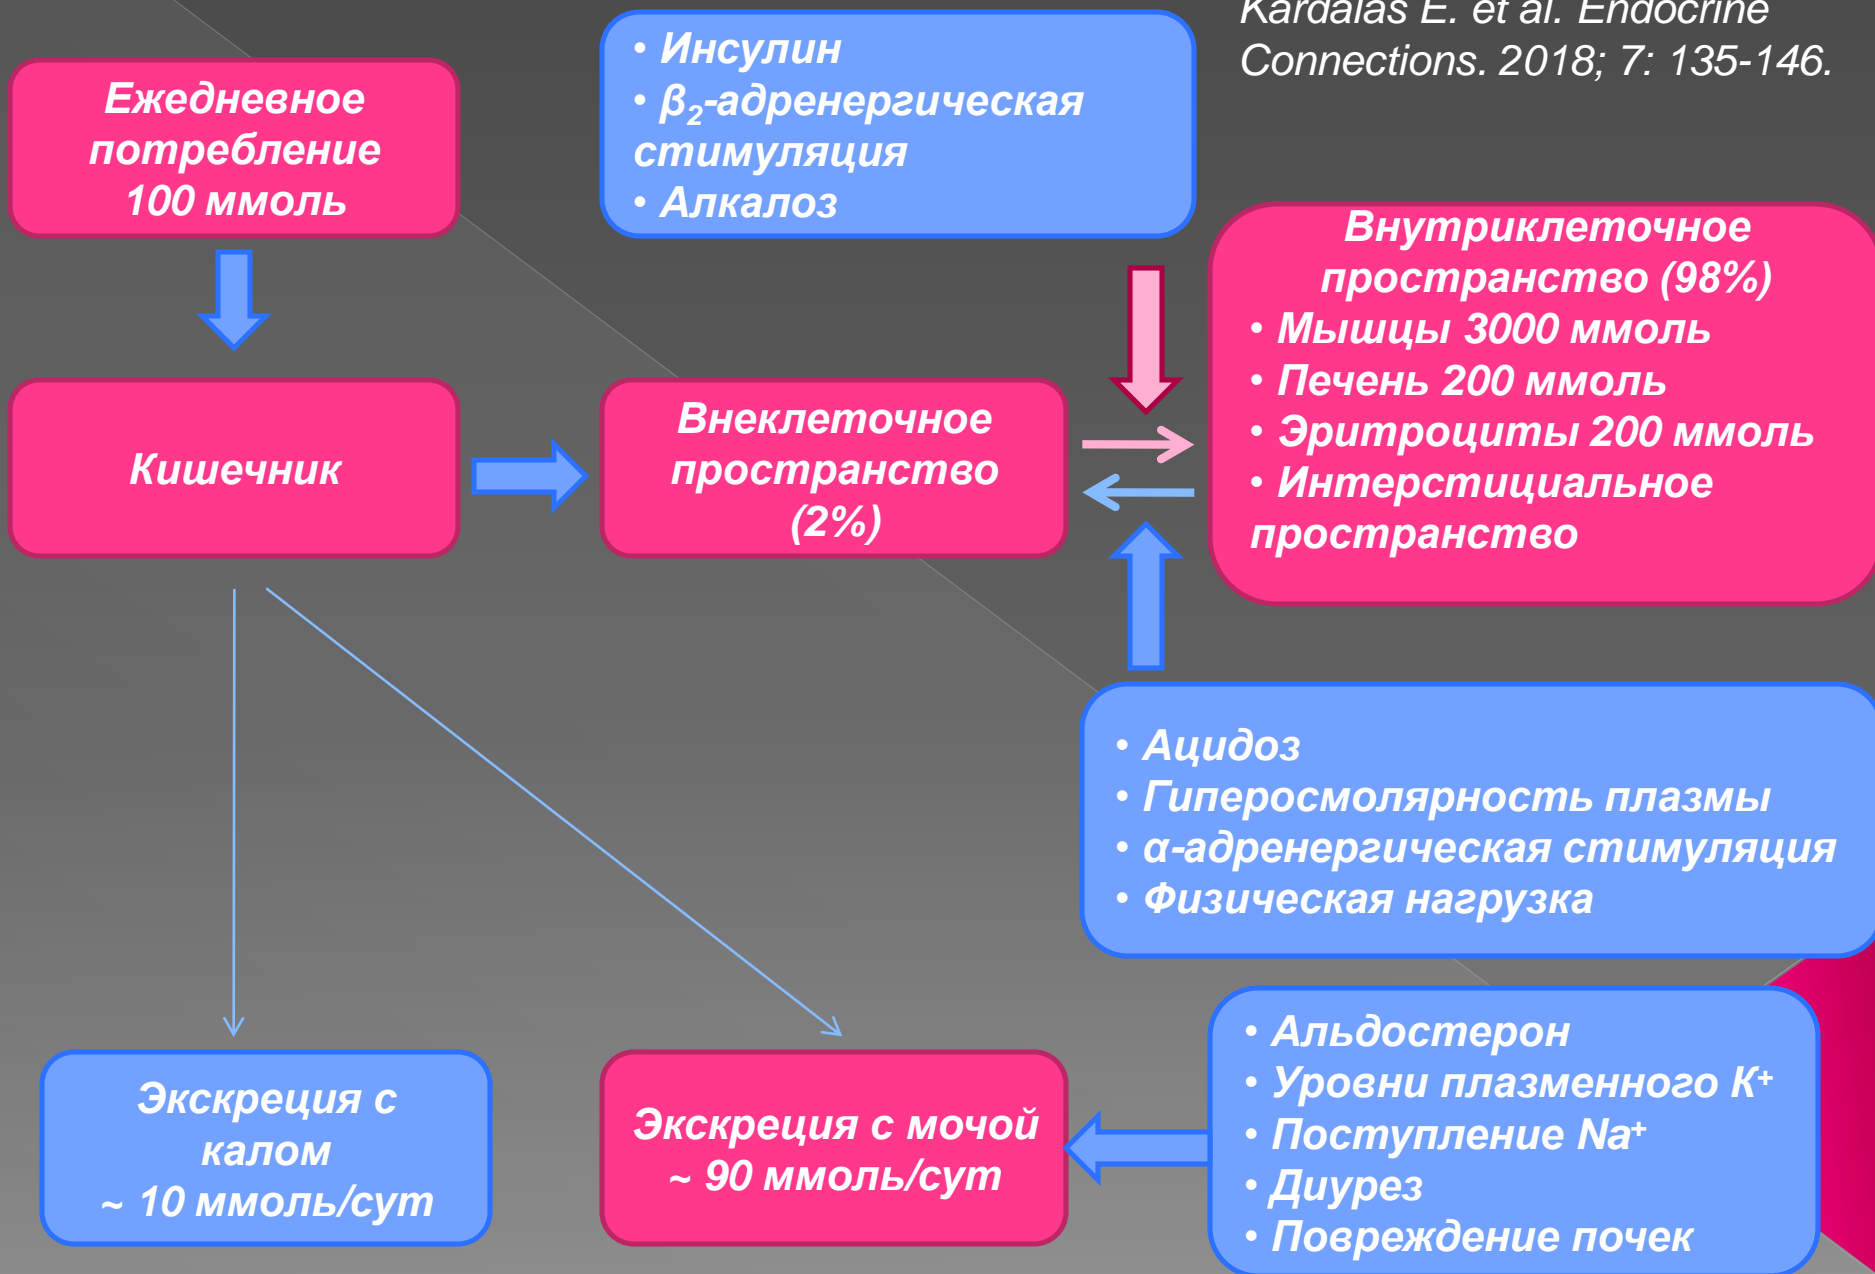 Kardalas E. et al. Endocrine
Connections. 2018; 7: 135-146.
Ежедневное
потребление
100 ммоль
• Инсулин
• β₂-адренергическая
стимуляция
• Алкалоз
Внутриклеточное
пространство (98%)
• Мышцы 3000 ммоль
• Печень 200 ммоль
• Эритроциты 200 ммоль
• Интерстициальное
пространство
Кишечник
Внеклеточное
пространство
(2%)
• Ацидоз
• Гиперосмолярность плазмы
• α-адренергическая стимуляция
• Физическая нагрузка
Экскреция с
калом
~ 10 ммоль/сут
Экскреция с мочой
~ 90 ммоль/сут
• Альдостерон
• Уровни плазменного К⁺
• Поступление Na⁺
• Диурез
• Повреждение почек